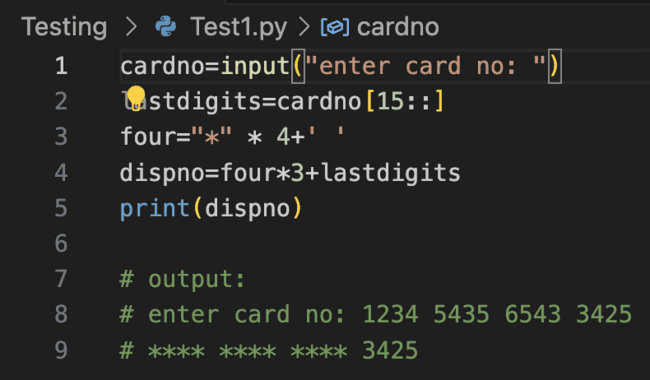 Testing > Test1.py > cardno
1 cardno=input("enter card no: ")
2 lastdigits=cardno[15::]
3 four="*" * 4+' '
4 dispno=four*3+lastdigits
5 print(dispno)
6
7 # output:
8 # enter card no: 1234 5435 6543 3425
9 # **** **** **** 3425